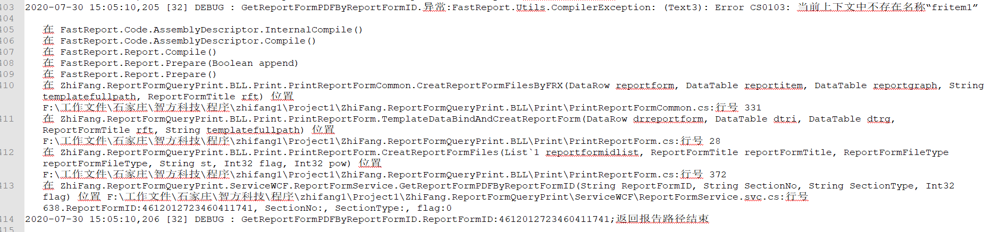 403 2020-07-30 15:05:10,205 [32] DEBUG : GetReportFormPDFByReportFormID.异常:FastReport.Utils.CompilerException: (Text3): Error CS0103: 当前上下文中不存在名称“fritem1”
404
405 在 FastReport.Code.AssemblyDescriptor.InternalCompile()
406 在 FastReport.Code.AssemblyDescriptor.Compile()
407 在 FastReport.Report.Compile()
408 在 FastReport.Report.Prepare(Boolean append)
409 在 FastReport.Report.Prepare()
410 在 ZhiFang.ReportFormQueryPrint.BLL.Print.PrintReportFormCommon.CreatReportFormFilesByFRX(DataRow reportform, DataTable reportitem, DataTable reportgraph, String
templatefullpath, ReportFormTitle rft) 位置
F:\工作文件\石家庄\智方科技\程序\zhifang1\Project1\ZhiFang.ReportFormQueryPrint.BLL\Print\PrintReportFormCommon.cs:行号 331
411 在 ZhiFang.ReportFormQueryPrint.BLL.Print.PrintReportForm.TemplateDataBindAndCreatReportForm(DataRow drreportform, DataTable dtri, DataTable dtrg,
ReportFormTitle rft, String templatefullpath) 位置
F:\工作文件\石家庄\智方科技\程序\zhifang1\Project1\ZhiFang.ReportFormQueryPrint.BLL\Print\PrintReportForm.cs:行号 28
412 在 ZhiFang.ReportFormQueryPrint.BLL.Print.PrintReportForm.CreatReportFormFiles(List`1 reportformidlist, ReportFormTitle reportFormTitle, ReportFormFileType
reportFormFileType, String st, Int32 flag, Int32 pow) 位置
F:\工作文件\石家庄\智方科技\程序\zhifang1\Project1\ZhiFang.ReportFormQueryPrint.BLL\Print\PrintReportForm.cs:行号 372
413 在 ZhiFang.ReportFormQueryPrint.ServiceWCF.ReportFormService.GetReportFormPDFByReportFormID(String ReportFormID, String SectionNo, String SectionType, Int32
flag) 位置 F:\工作文件\石家庄\智方科技\程序\zhifang1\Project1\ZhiFang.ReportFormQueryPrint\ServiceWCF\ReportFormService.svc.cs:行号
638.ReportFormID:4612012723460411741, SectionNo:, SectionType:, flag:0
414 2020-07-30 15:05:10,206 [32] DEBUG : GetReportFormPDFByReportFormID.ReportFormID:4612012723460411741;返回报告路径结束
415